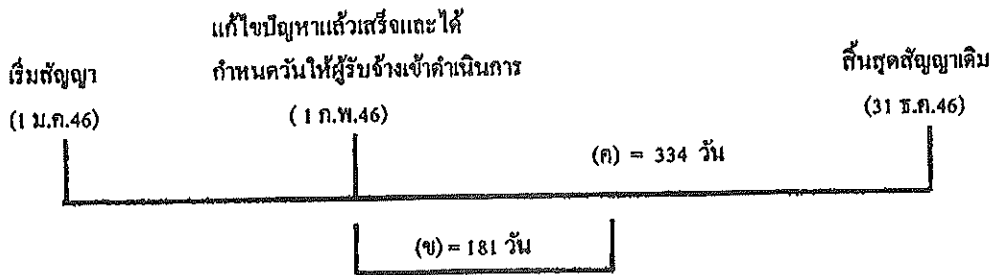 แก้ไขปัญหาแล้วเสร็จและได้
เริ่มสัญญา กำหนดวันให้ผู้รับจ้างเข้าดำเนินการ สิ้นสุดสัญญาเดิม
(1 ม.ค.46) ( 1 ก.พ.46) (31 ธ.ค.46)
(ค) = 334 วัน
(ข) = 181 วัน